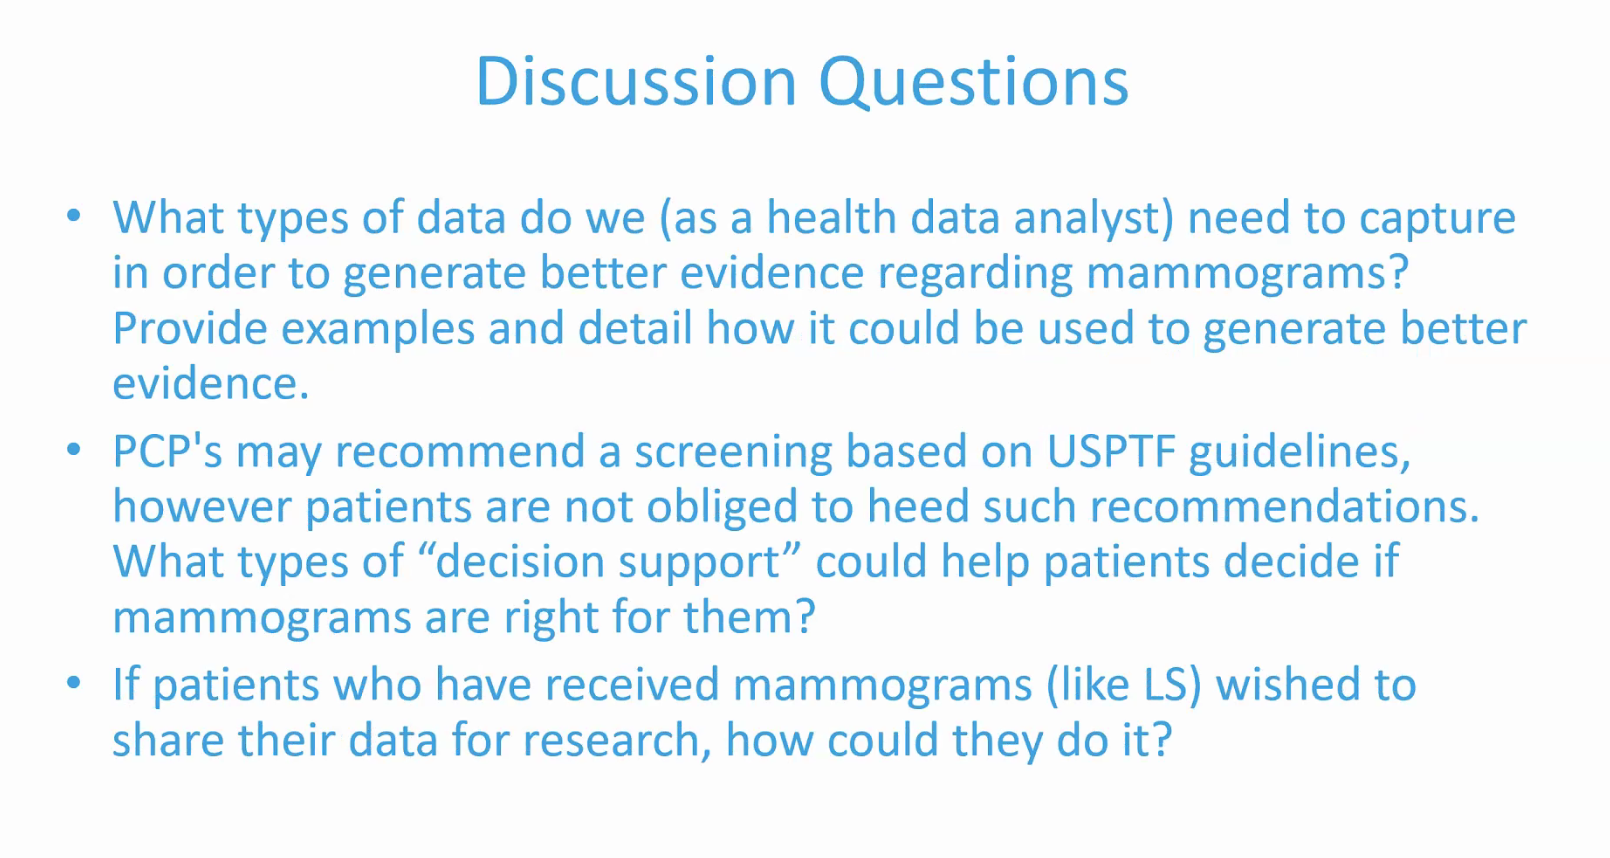 Discussion Questions
• What types of data do we (as a health data analyst) need to capture
in order to generate better evidence regarding mammograms?
Provide examples and detail how it could be used to generate better
evidence.
• PCP's may recommend a screening based on USPTF guidelines,
however patients are not obliged to heed such recommendations.
What types of “decision support” could help patients decide if
mammograms are right for them?
• If patients who have received mammograms (like LS) wished to
share their data for research, how could they do it?